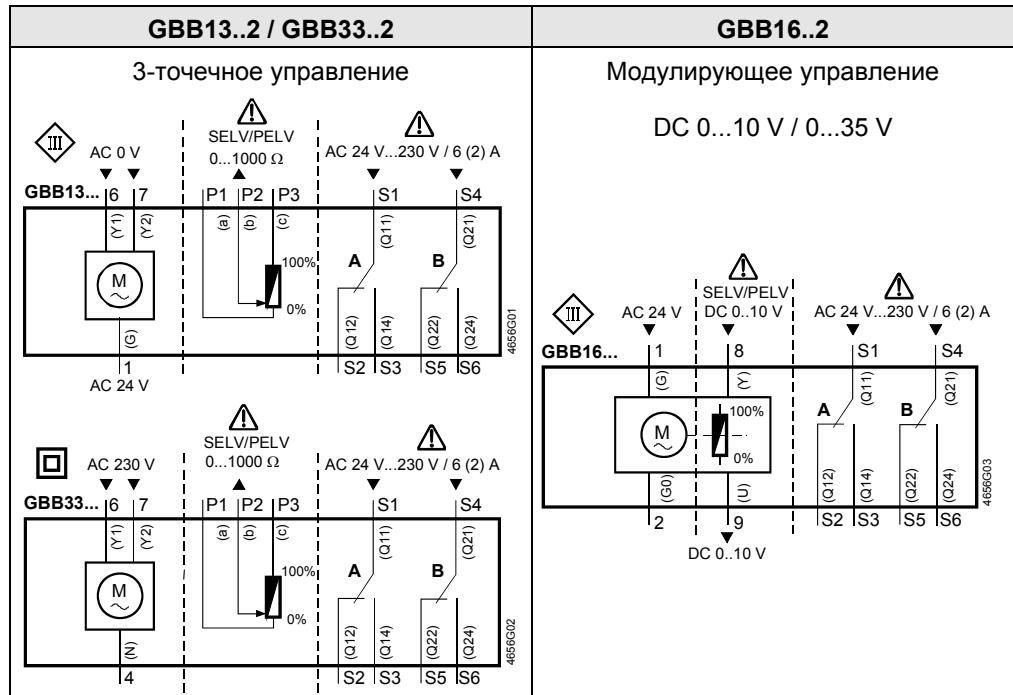 GBB13..2 / GBB33..2
GBB16..2
3-точечное управление
Модулирующее управление
DC 0...10 V / 0...35 V
III
AC 0 V
SELV/PELV
0...1000 Ω
AC 24 V...230 V / 6 (2) A
GBB13... 6 7 P1 P2 P3 S1 S4
(Y1) (Y2) (a) (b) (c) (Q11) (Q21)
M
100%
0%
A B
(G) (Q12) (Q14) (Q22) (Q24)
1 S2 S3 S5 S6
AC 24 V
4656G01
AC 230 V
SELV/PELV
0...1000 Ω
AC 24 V...230 V / 6 (2) A
GBB33... 6 7 P1 P2 P3 S1 S4
(Y1) (Y2) (a) (b) (c) (Q11) (Q21)
M
100%
0%
A B
(N) (Q12) (Q14) (Q22) (Q24)
4 S2 S3 S5 S6
4656G02
III
AC 24 V
SELV/PELV
DC 0..10 V
AC 24 V...230 V / 6 (2) A
GBB16... 1 8 S1 S4
(G) (Y) (Q11) (Q21)
M
100%
0%
A B
(G0) (U) (Q12) (Q14) (Q22) (Q24)
2 9 S2 S3 S5 S6
DC 0..10 V
4656G03